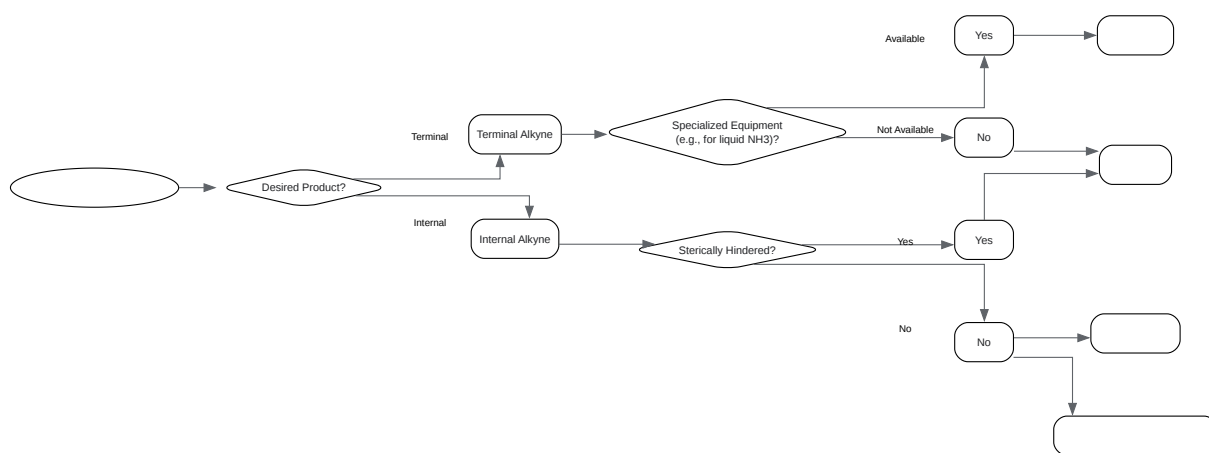 Available
Yes
Terminal
Terminal Alkyne
Specialized Equipment
(e.g., for liquid NH3)?
Not Available
No
Desired Product?
Internal
Internal Alkyne
Sterically Hindered?
Yes
Yes
No
No